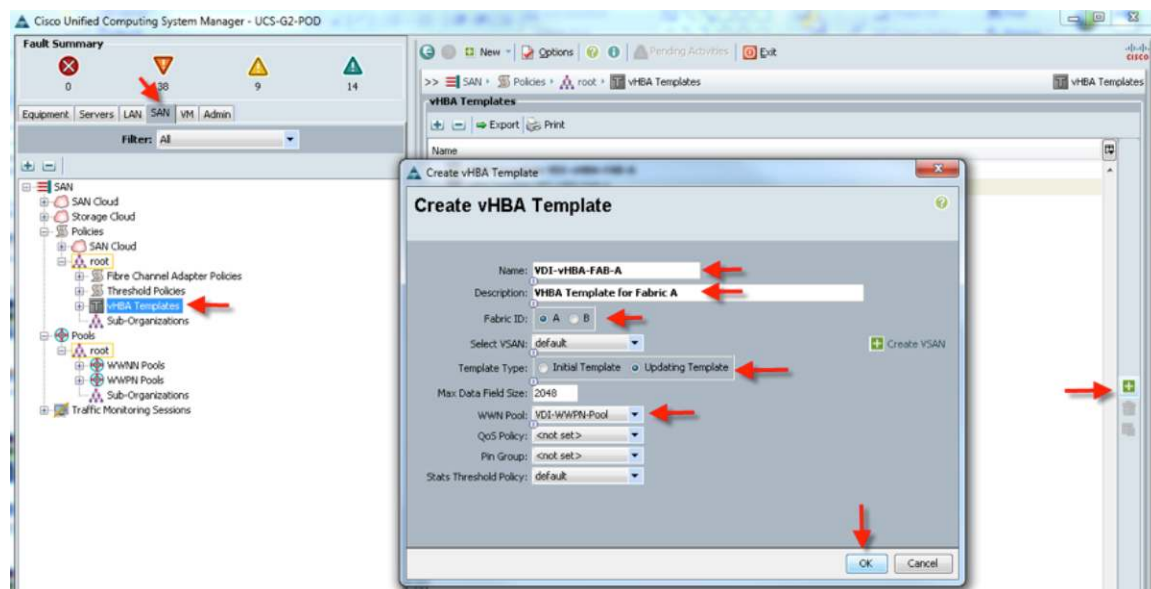 Cisco Unified Computing System Manager - UCS-G2-POD
Fault Summary
0 138 9 14
Equipment Servers LAN SAN VM Admin
Filter: All
SAN
SAN Cloud
Storage Cloud
Policies
SAN Cloud
root
Fibre Channel Adapter Policies
Threshold Policies
vHBA Templates
Sub-Organizations
Pools
root
WWNN Pools
WWPN Pools
Sub-Organizations
Traffic Monitoring Sessions
New Options Pending Activities Exit
cisco
>> SAN Policies root vHBA Templates vHBA Templates
vHBA Templates
Export Print
Name
Create vHBA Template
Create vHBA Template
Name: VDI-vHBA-FAB-A
Description: VHBA Template for Fabric A
Fabric ID: A B
Select VSAN: default Create VSAN
Template Type: Initial Template Updating Template
Max Data Field Size: 2048
WWN Pool: VDI-WWPN-Pool
QoS Policy: <not set>
Pin Group: <not set>
Stats Threshold Policy: default
OK Cancel